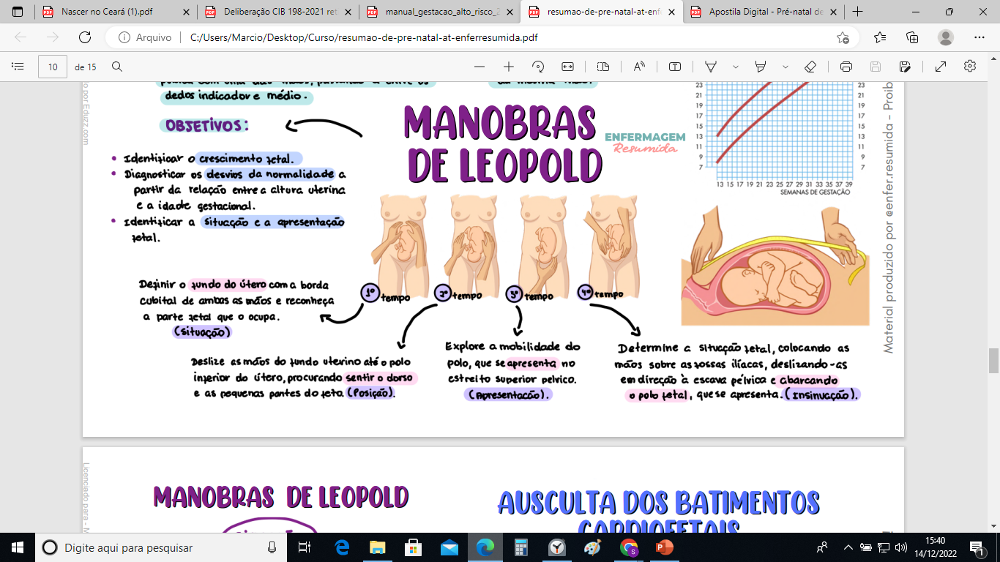 Nascer no Ceará (1).pdf
Deliberação CIB 198-2021 ret
manual_gestacao_alto_risco_2
resumao-de-pre-natal-at-enfe
Apostila Digital - Pré-natal de
Arquivo
C:/Users/Marcio/Desktop/Curso/resumao-de-pre-natal-at-enferresumida.pdf
10 de 15
dedos indicador e médio.
OBJETIVOS:
MANOBRAS
DE LEOPOLD
ENFERMAGEM
Resumida
Identificar o crescimento fetal.
Diagnosticar os desvios da normalidade a
partir da relação entre a altura uterina
e a idade gestacional.
Identificar a situação e a apresentação
fetal.
23 23
21 21
19 19
17 17
15 15
13 13
11 11
9 9
7 7
13 15 17 19 21 23 25 27 29 31 33 35 37 39
SEMANAS DE GESTAÇÃO
1º tempo
2º tempo
3º tempo
4º tempo
Definir o fundo do útero com a borda
cubital de ambas as mãos e reconheça
a parte fetal que o ocupa.
(Situação)
Deslize as mãos do fundo uterino até o polo
inferior do útero, procurando sentir o dorso
e as pequenas partes do feto (Posição).
Explore a mobilidade do
polo, que se apresenta no
estreito superior pelvico.
(Apresentação).
Determine a situação fetal, colocando as
mãos sobre as fossas ilíacas, deslizando-as
em direção à escava pélvica e abarcando
o polo fetal, que se apresenta. (Insinuação).
o por Eduzz.com
Material produzido por @enfer.resumida - Proib
Licenciado para - M
MANOBRAS DE LEOPOLD
AUSCULTA DOS BATIMENTOS
CARDIOFETAIS
Digite aqui para pesquisar
15:40
14/12/2022
1